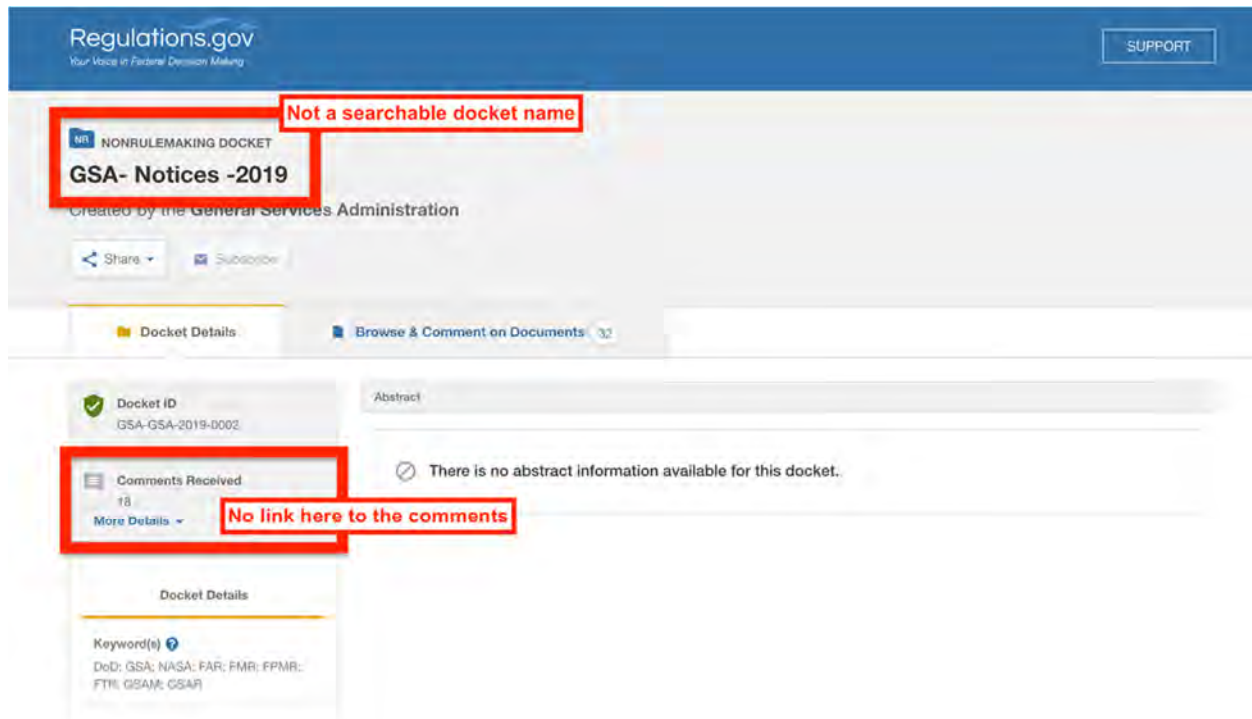 Regulations.gov
Your Voice in Federal Decision Making
SUPPORT
Not a searchable docket name
NR NONRULEMAKING DOCKET
GSA- Notices -2019
Created by the General Services Administration
Share
Subscribe
Docket Details
Browse & Comment on Documents 32
Docket ID
GSA-GSA-2019-0002
Abstract
There is no abstract information available for this docket.
Comments Received
18
More Details
No link here to the comments
Docket Details
Keyword(s) ?
DoD; GSA; NASA; FAR; FMR; FPMR;
FTR; GSAM; GSAR